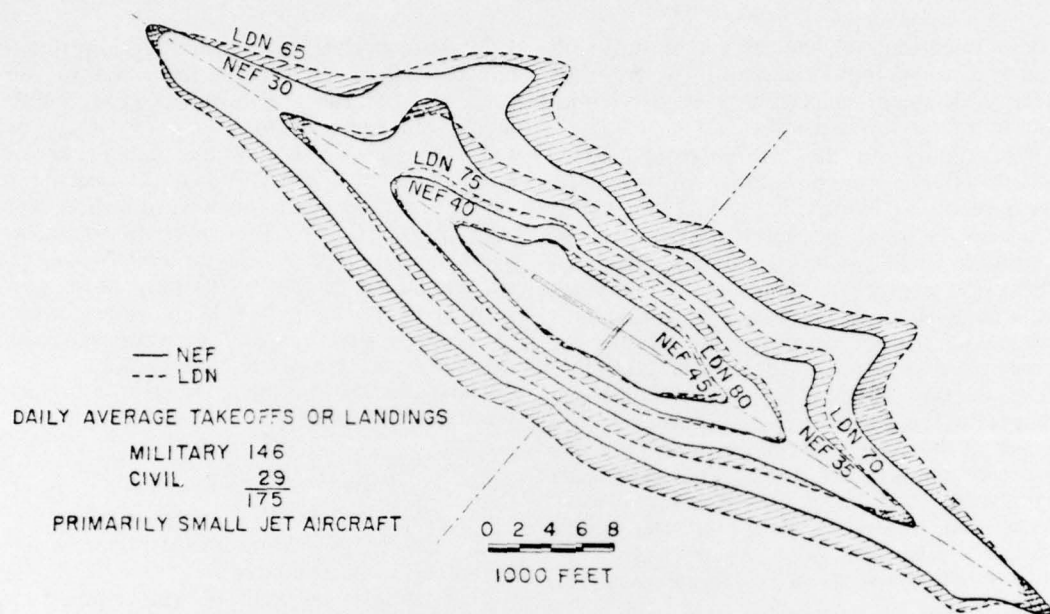 LDN 65
NEF 30
LDN 75
NEF 40
NEF 45
LDN 80
LDN 70
NEF 35
NEF
LDN
DAILY AVERAGE TAKEOFFS OR LANDINGS
MILITARY 146
CIVIL 29
175
PRIMARILY SMALL JET AIRCRAFT
0 2 4 6 8
1000 FEET